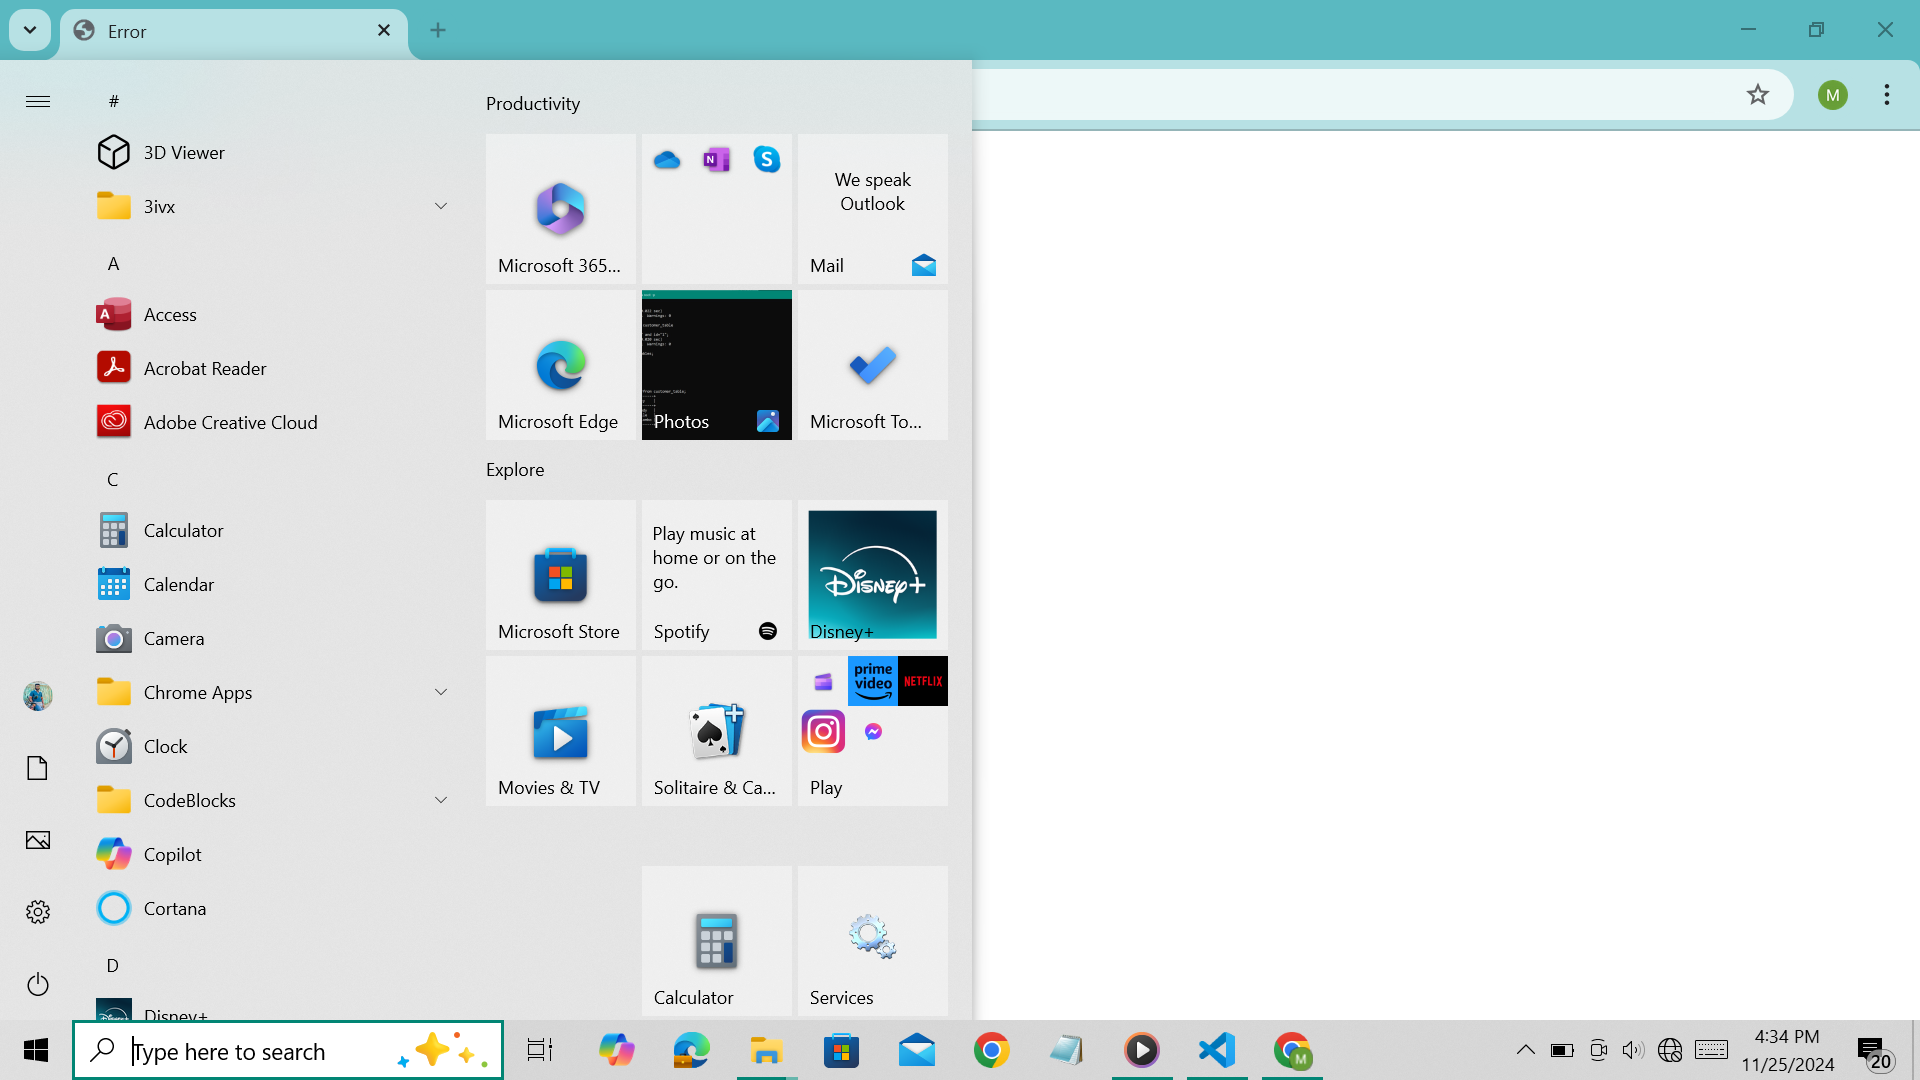 Error
M
#
3D Viewer
3ivx
A
Access
Acrobat Reader
Adobe Creative Cloud
C
Calculator
Calendar
Camera
Chrome Apps
Clock
CodeBlocks
Copilot
Cortana
D
Disney+
Productivity
Microsoft 365...
We speak
Outlook
Mail
Microsoft Edge
Photos
Microsoft To...
Explore
Microsoft Store
Play music at
home or on the
go.
Spotify
Disney+
Disney+
Movies & TV
Solitaire & Ca...
prime
video
NETFLIX
Play
Calculator
Services
Type here to search
M
4:34 PM
11/25/2024
20